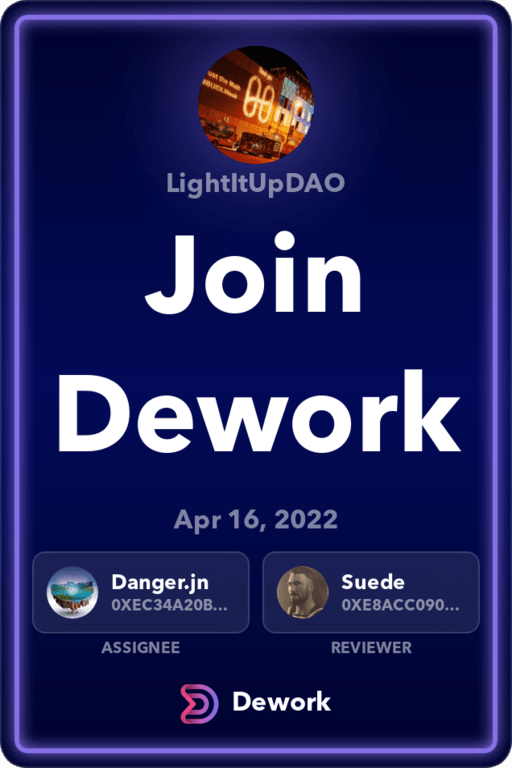 LightItUpDAO
Join
Dework
Apr 16, 2022
Danger.jn
0XEC34A20B...
ASSIGNEE
Suede
0XE8ACC090...
REVIEWER
Dework